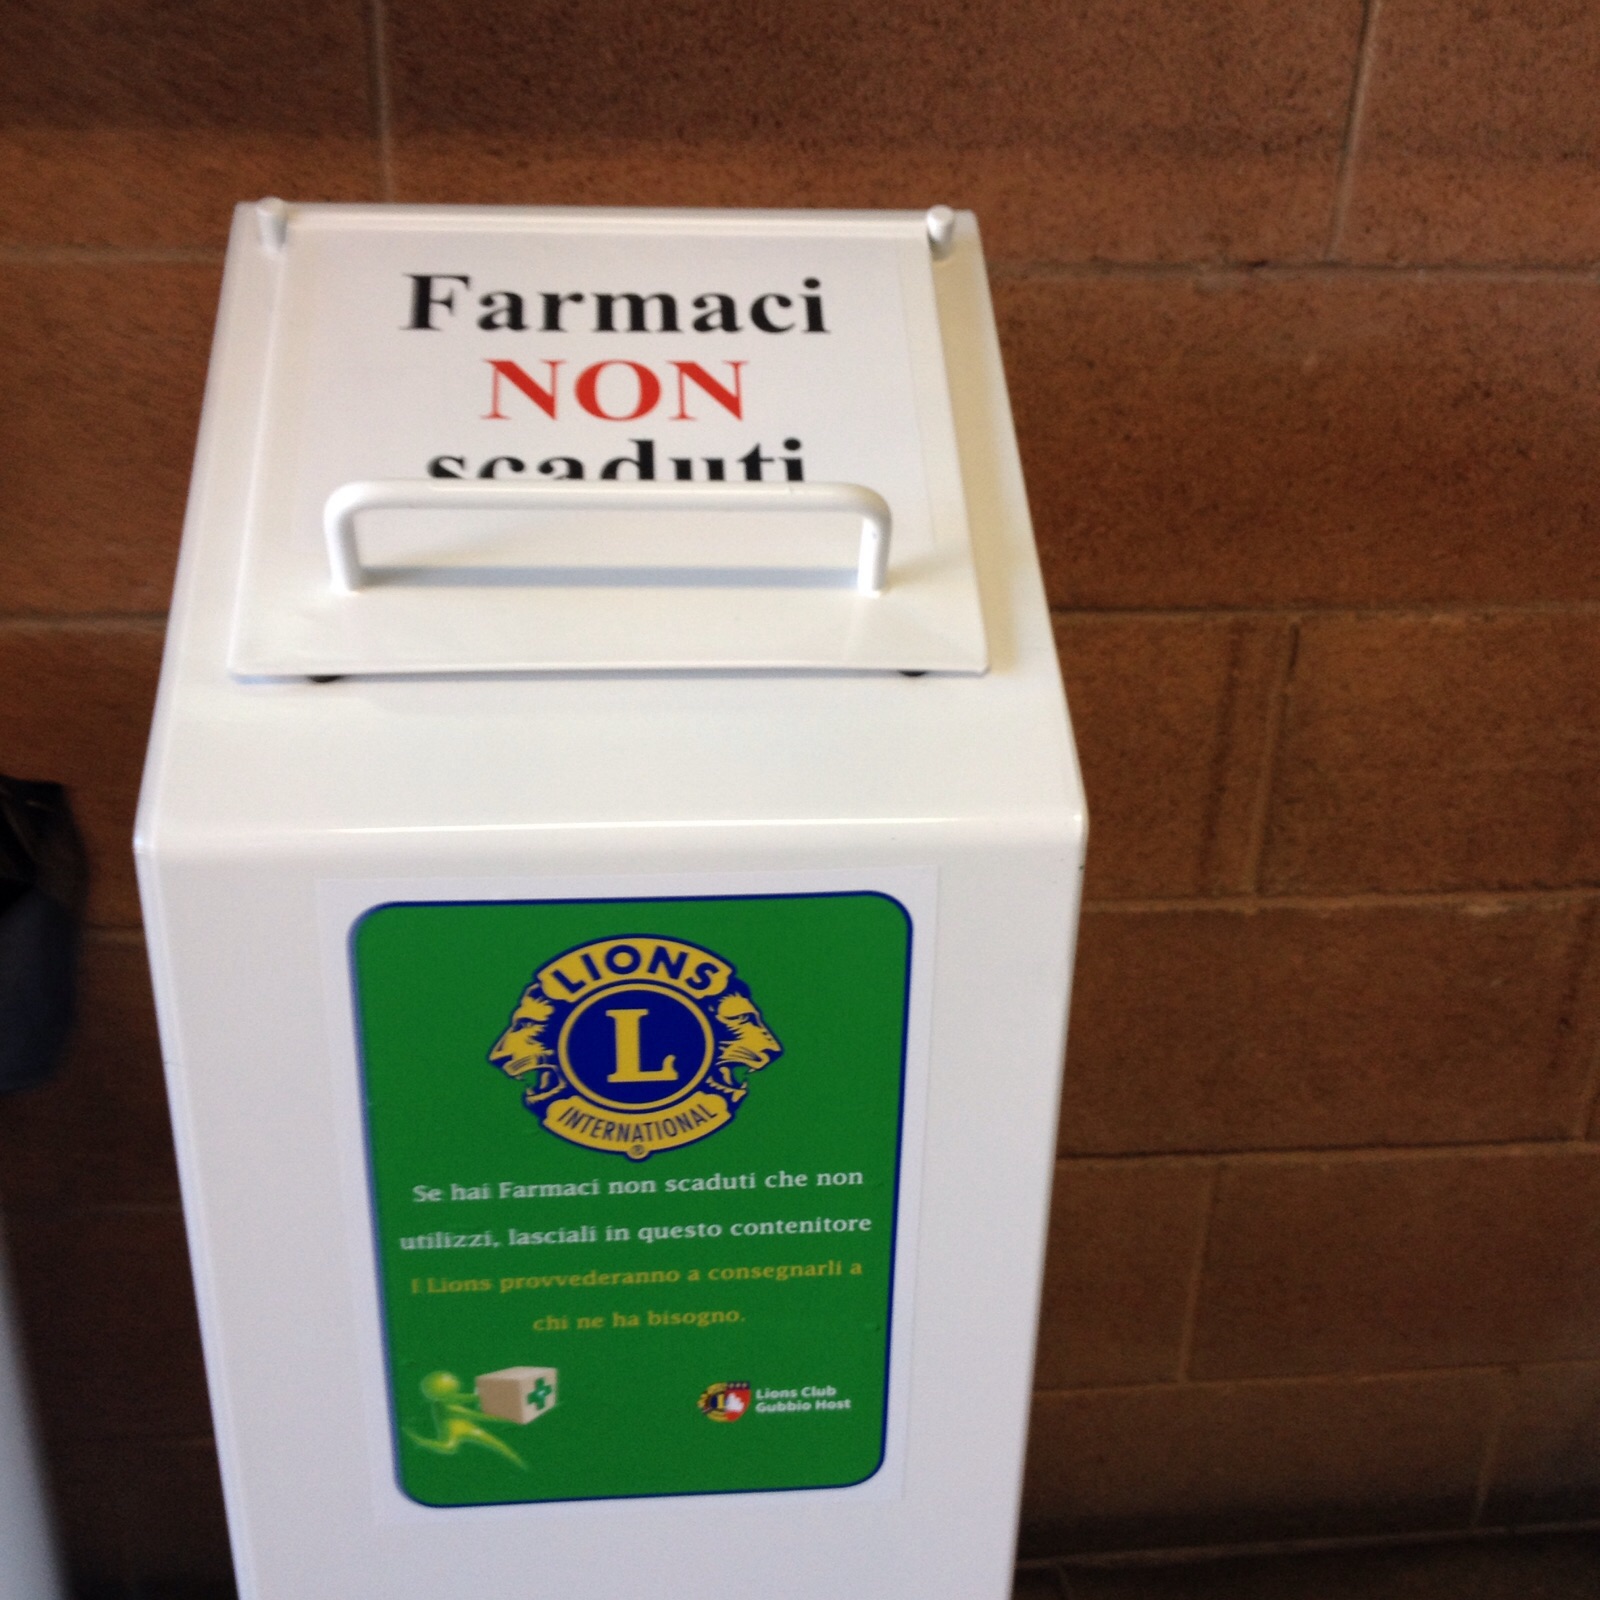 Farmaci
NON
scaduti
LIONS
L
INTERNATIONAL
®
Se hai Farmaci non scaduti che non
utilizzi, lasciali in questo contenitore
I Lions provvederanno a consegnarli a
chi ne ha bisogno.
Lions Club
Gubbio Host